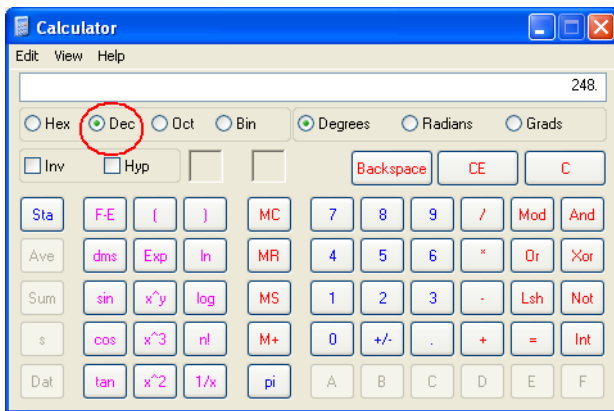 Calculator
Edit View Help
248.
Hex Dec Oct Bin Degrees Radians Grads
Inv Hyp Backspace CE C
Sta F-E ( ) MC 7 8 9 / Mod And
Ave dms Exp ln MR 4 5 6 * Or Xor
Sum sin x^y log MS 1 2 3 - Lsh Not
s cos x^3 n! M+ 0 +/- . + = Int
Dat tan x^2 1/x pi A B C D E F